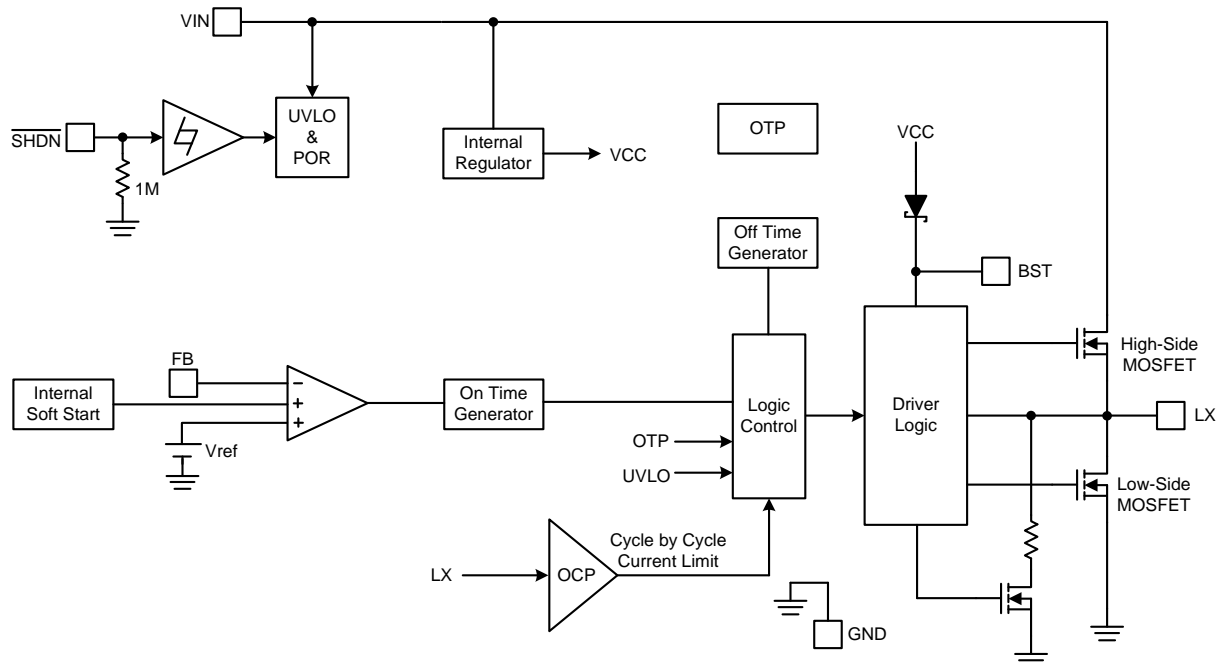 VIN
SHDN
1M
UVLO
&
POR
Internal
Regulator
VCC
OTP
VCC
Off Time
Generator
BST
High-Side
MOSFET
FB
Internal
Soft Start
−
+
+
Vref
On Time
Generator
Logic
Control
Driver
Logic
LX
OTP
UVLO
Low-Side
MOSFET
Cycle by Cycle
Current Limit
LX
OCP
GND